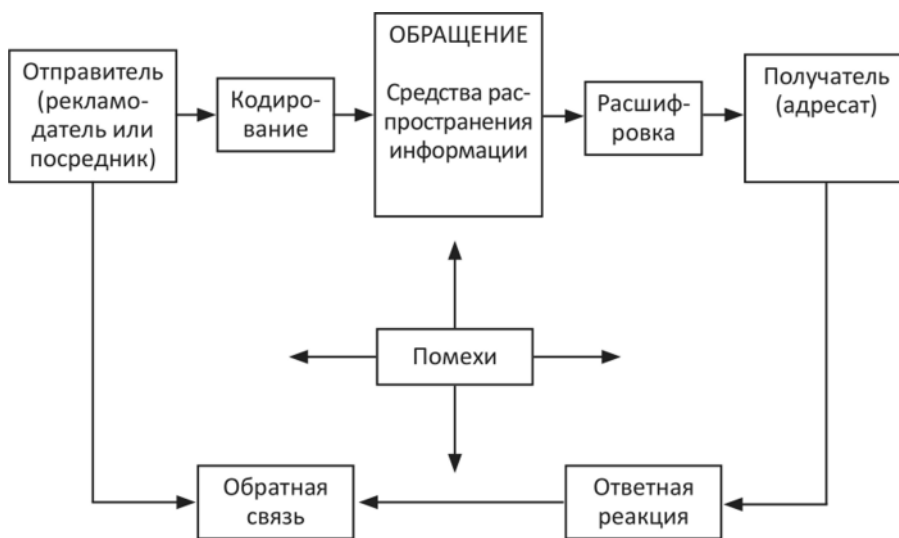 Отправитель
(рекламо-
датель или
посредник)
Кодиро-
вание
ОБРАЩЕНИЕ
Средства рас-
пространения
информации
Расшиф-
ровка
Получатель
(адресат)
Помехи
Обратная
связь
Ответная
реакция